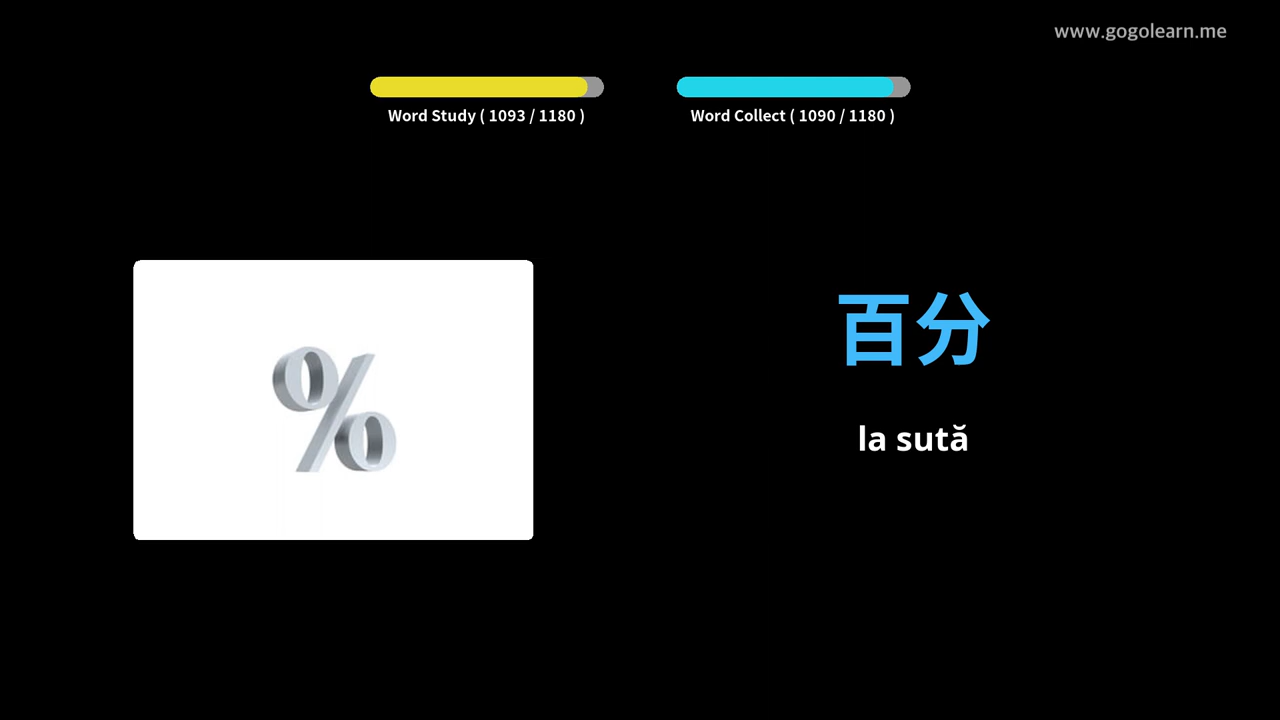 www.gogolearn.me
Word Study ( 1093 / 1180 )
Word Collect ( 1090 / 1180 )
%
百分
la sută